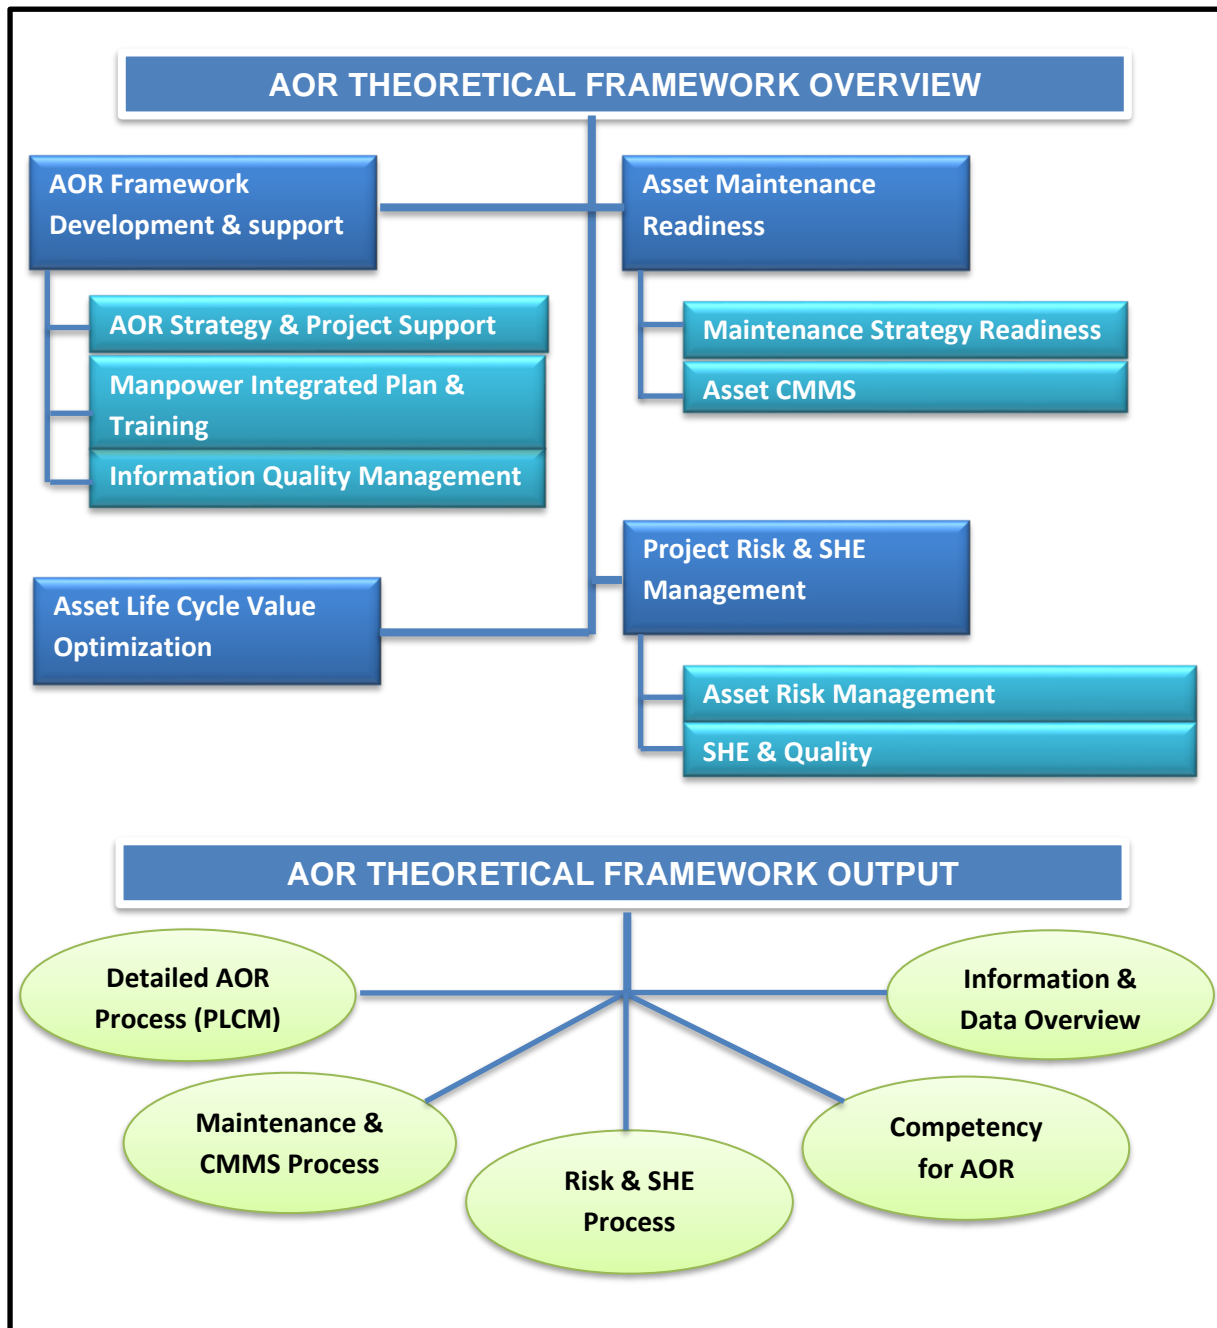 AOR THEORETICAL FRAMEWORK OVERVIEW
AOR Framework
Development & support
AOR Strategy & Project Support
Manpower Integrated Plan &
Training
Information Quality Management
Asset Maintenance
Readiness
Maintenance Strategy Readiness
Asset CMMS
Asset Life Cycle Value
Optimization
Project Risk & SHE
Management
Asset Risk Management
SHE & Quality
AOR THEORETICAL FRAMEWORK OUTPUT
Detailed AOR
Process (PLCM)
Maintenance &
CMMS Process
Risk & SHE
Process
Competency
for AOR
Information &
Data Overview